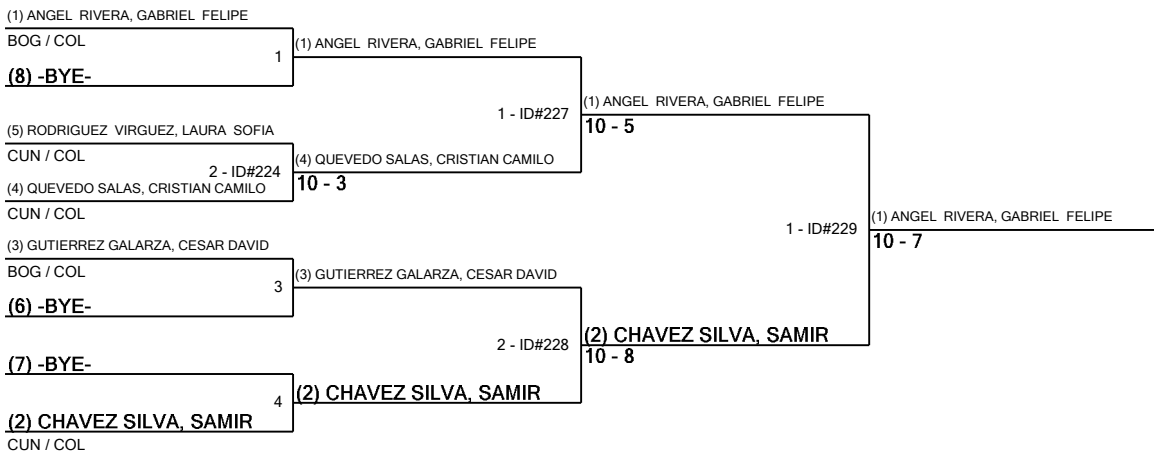 (1) ANGEL RIVERA, GABRIEL FELIPE
BOG / COL
(8) -BYE-
1
(5) RODRIGUEZ VIRGUEZ, LAURA SOFIA
CUN / COL
2 - ID#224
(4) QUEVEDO SALAS, CRISTIAN CAMILO
CUN / COL
(3) GUTIERREZ GALARZA, CESAR DAVID
BOG / COL
3
(6) -BYE-
(7) -BYE-
4
(2) CHAVEZ SILVA, SAMIR
CUN / COL
(1) ANGEL RIVERA, GABRIEL FELIPE
1 - ID#227
(4) QUEVEDO SALAS, CRISTIAN CAMILO
10 - 3
(3) GUTIERREZ GALARZA, CESAR DAVID
2 - ID#228
(2) CHAVEZ SILVA, SAMIR
(1) ANGEL RIVERA, GABRIEL FELIPE
10 - 5
1 - ID#229
(2) CHAVEZ SILVA, SAMIR
10 - 8
(1) ANGEL RIVERA, GABRIEL FELIPE
10 - 7